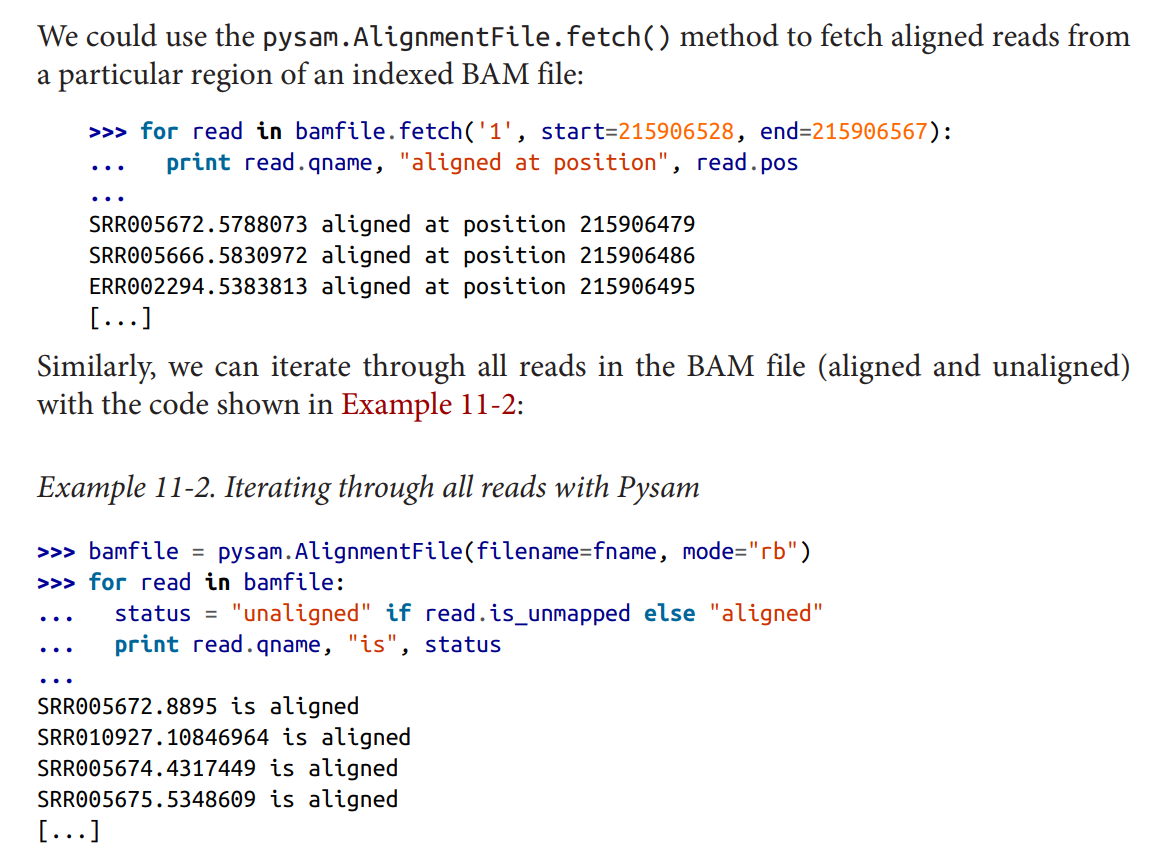 We could use the pysam.AlignmentFile.fetch() method to fetch aligned reads from
a particular region of an indexed BAM file:
>>> for read in bamfile.fetch('1', start=215906528, end=215906567):
...   print read.qname, "aligned at position", read.pos
...
SRR005672.5788073 aligned at position 215906479
SRR005666.5830972 aligned at position 215906486
ERR002294.5383813 aligned at position 215906495
[...]
Similarly, we can iterate through all reads in the BAM file (aligned and unaligned)
with the code shown in Example 11-2:
Example 11-2. Iterating through all reads with Pysam
>>> bamfile = pysam.AlignmentFile(filename=fname, mode="rb")
>>> for read in bamfile:
...   status = "unaligned" if read.is_unmapped else "aligned"
...   print read.qname, "is", status
...
SRR005672.8895 is aligned
SRR010927.10846964 is aligned
SRR005674.4317449 is aligned
SRR005675.5348609 is aligned
[...]